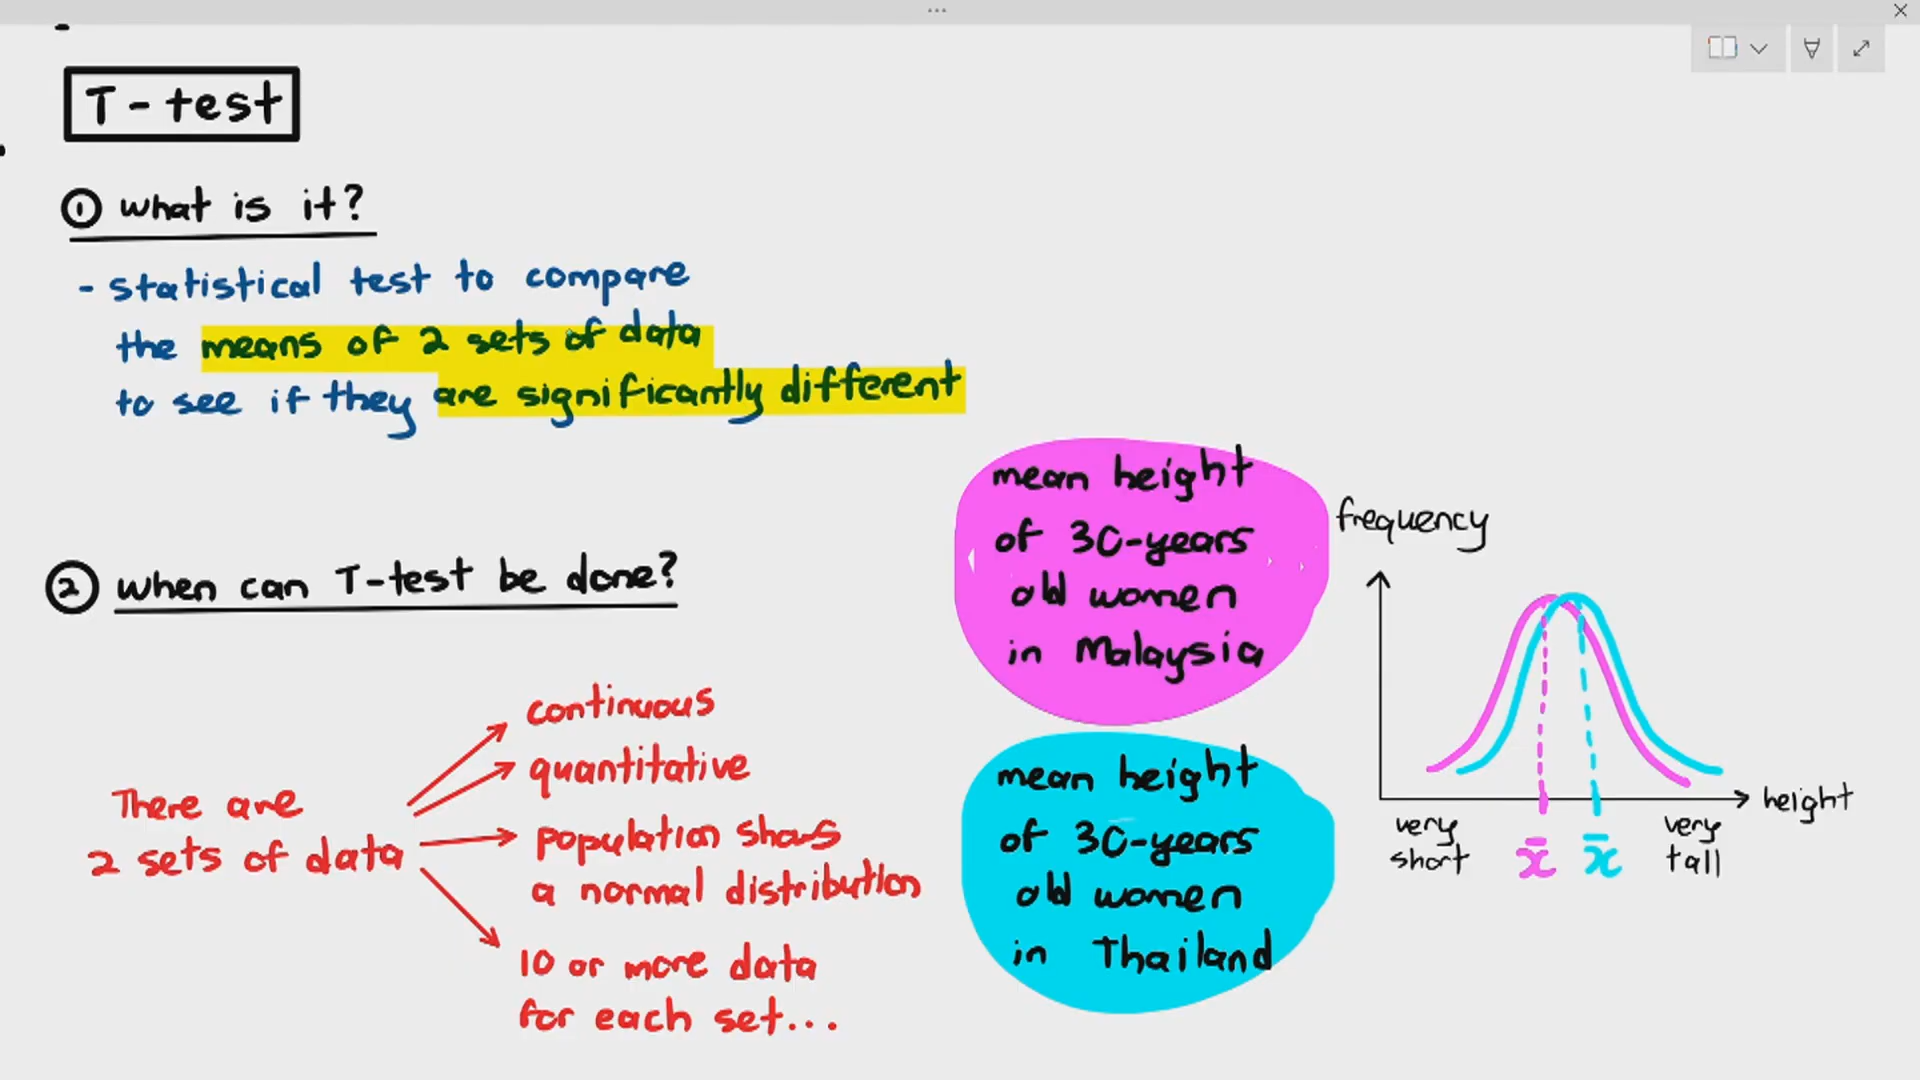 T-test
① what is it?
- statistical test to compare
the means of 2 sets of data
to see if they are significantly different
② when can T-test be done?
There are
2 sets of data
continuous
quantitative
population shows
a normal distribution
10 or more data
for each set...
mean height
of 30-years
old women
in Malaysia
mean height
of 30-years
old women
in Thailand
frequency
height
very
short
x̄
x̄
very
tall